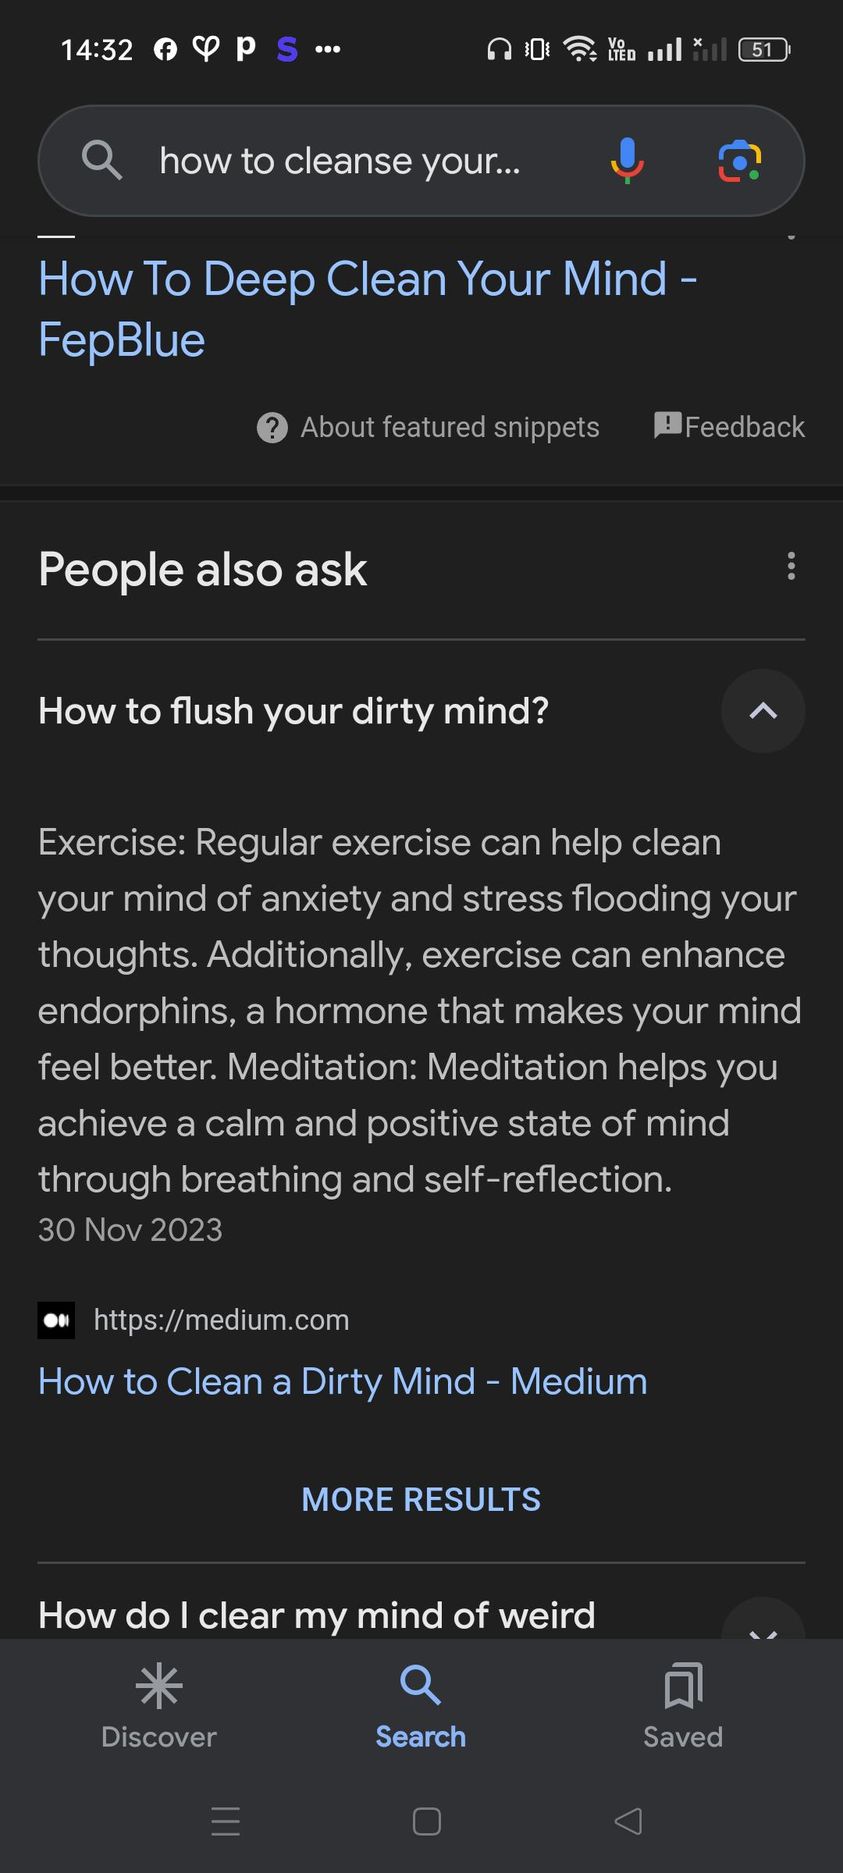 14:32
VoLTED
51
how to cleanse your...
How To Deep Clean Your Mind -
FepBlue
About featured snippets
Feedback
People also ask
How to flush your dirty mind?
Exercise: Regular exercise can help clean
your mind of anxiety and stress flooding your
thoughts. Additionally, exercise can enhance
endorphins, a hormone that makes your mind
feel better. Meditation: Meditation helps you
achieve a calm and positive state of mind
through breathing and self-reflection.
30 Nov 2023
https://medium.com
How to Clean a Dirty Mind - Medium
MORE RESULTS
How do I clear my mind of weird
Discover
Search
Saved